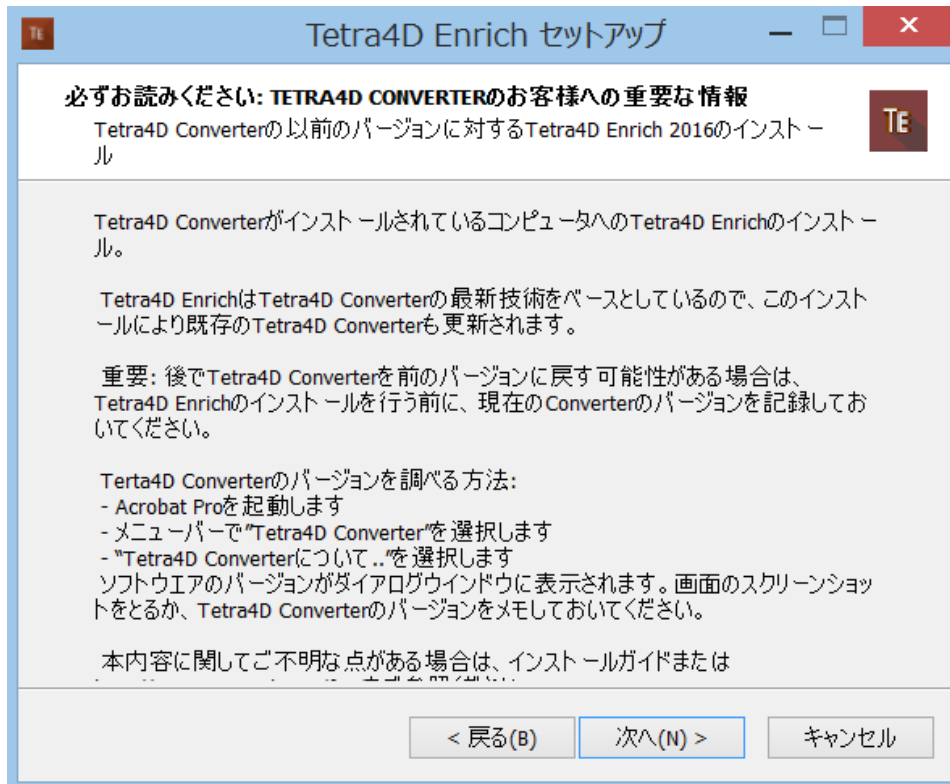 TE
Tetra4D Enrich セットアップ
必ずお読みください: TETRA4D CONVERTERのお客様への重要な情報
Tetra4D Converterの以前のバージョンに対するTetra4D Enrich 2016のインストー
ル
TE
Tetra4D ConverterがインストールされているコンピュータへのTetra4D Enrichのインストー
ル。
Tetra4D EnrichはTetra4D Converterの最新技術をベースとしているので、このインスト
ールにより既存のTetra4D Converterも更新されます。
重要: 後でTetra4D Converterを前のバージョンに戻す可能性がある場合は、
Tetra4D Enrichのインストールを行う前に、現在のConverterのバージョンを記録してお
いてください。
Terta4D Converterのバージョンを調べる方法:
- Acrobat Proを起動します
- メニューバーで"Tetra4D Converter"を選択します
- "Tetra4D Converterについて.."を選択します
ソフトウエアのバージョンがダイアログウインドウに表示されます。画面のスクリーンショッ
トをとるか、Tetra4D Converterのバージョンをメモしておいてください。
本内容に関してご不明な点がある場合は、インストールガイドまたは
< 戻る(B)
次へ(N) >
キャンセル